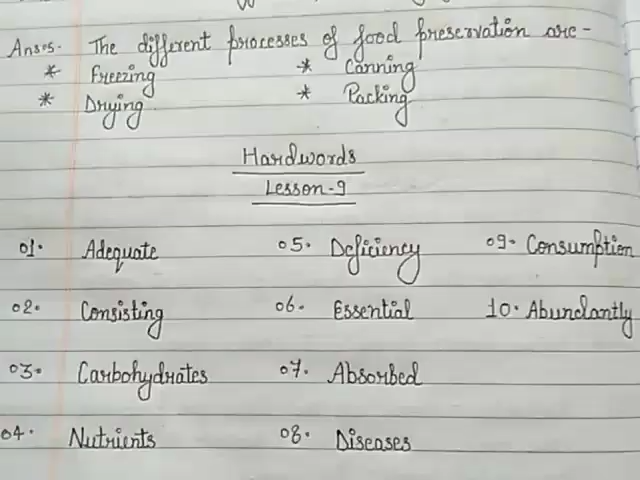 Ans:5. The different processes of food preservation are-
* Freezing * Canning
* Drying * Packing
Hardwords
Lesson-9
01. Adequate 05. Deficiency 09. Consumption
02. Consisting 06. Essential 10. Abundantly
03. Carbohydrates 07. Absorbed
04. Nutrients 08. Diseases